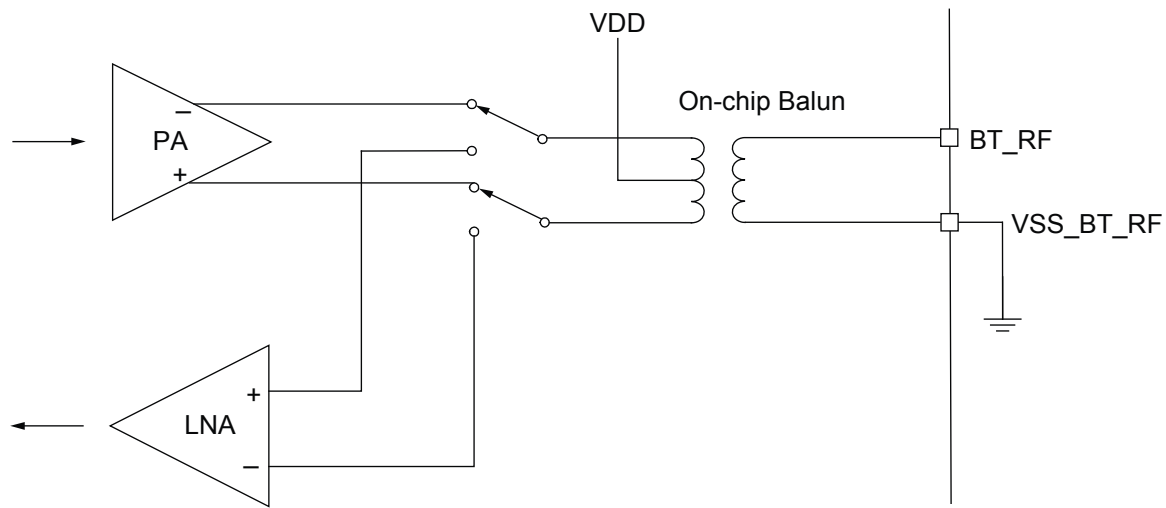 VDD
On-chip Balun
−
PA
+
BT_RF
VSS_BT_RF
+
LNA
−